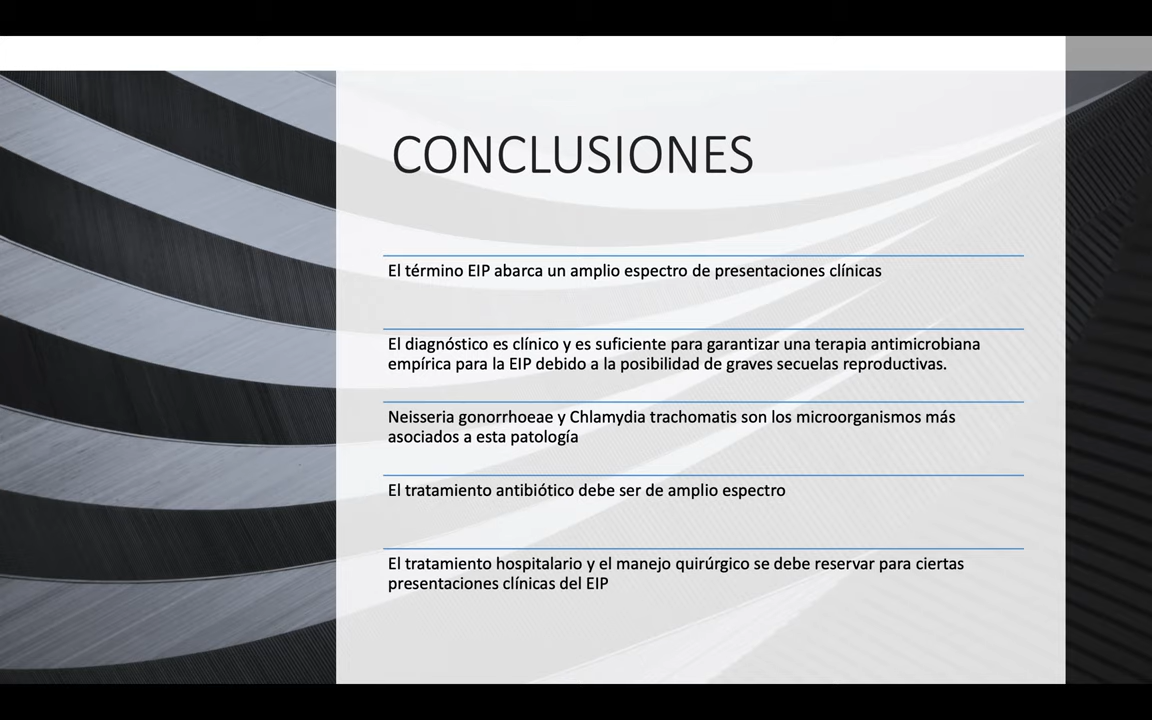 CONCLUSIONES
El término EIP abarca un amplio espectro de presentaciones clínicas
El diagnóstico es clínico y es suficiente para garantizar una terapia antimicrobiana
empírica para la EIP debido a la posibilidad de graves secuelas reproductivas.
Neisseria gonorrhoeae y Chlamydia trachomatis son los microorganismos más
asociados a esta patología
El tratamiento antibiótico debe ser de amplio espectro
El tratamiento hospitalario y el manejo quirúrgico se debe reservar para ciertas
presentaciones clínicas del EIP